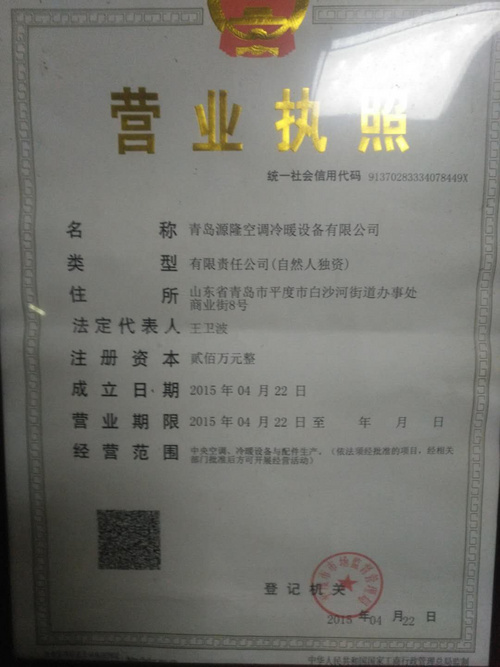 营业执照
统一社会信用代码 91370283334078449X
名称 青岛源隆空调冷暖设备有限公司
类型 有限责任公司(自然人独资)
住所 山东省青岛市平度市白沙河街道办事处
商业街8号
法定代表人 王卫波
注册资本 贰佰万元整
成立日期 2015年04月22日
营业期限 2015年04月22日至 年 月 日
经营范围 中央空调、冷暖设备与配件生产。(依法须经批准的项目,经相关
部门批准后方可开展经营活动)
登记机关
2015年04月22日